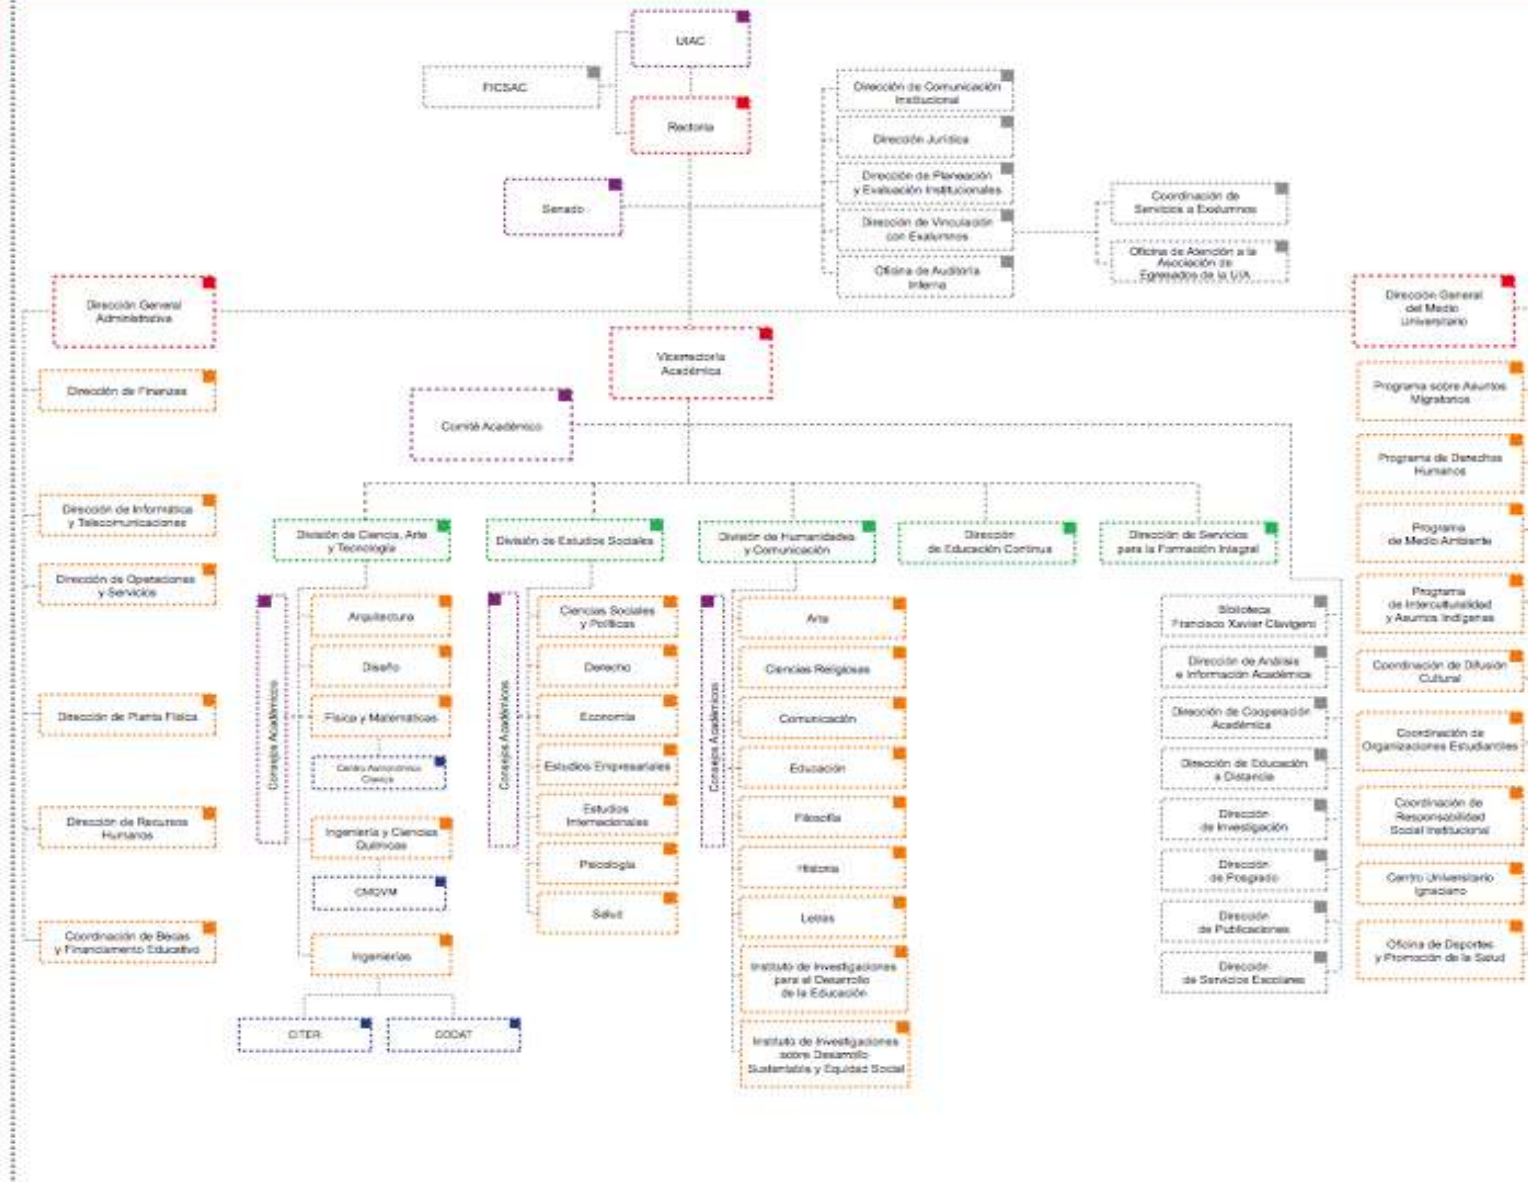 UIAC
FICSAC
Rectoría
Senado
Dirección de Comunicación
Institucional
Dirección Jurídica
Dirección de Planeación
y Evaluación Institucionales
Dirección de Vinculación
con Exalumnos
Oficina de Auditoría
Interna
Coordinación de
Servicios a Exalumnos
Oficina de Atención a la
Asociación de
Egresados de la UIA
Dirección General
Administrativa
Dirección de Finanzas
Dirección de Informática
y Telecomunicaciones
Dirección de Operaciones
y Servicios
Dirección de Planta Física
Dirección de Recursos
Humanos
Coordinación de Becas
y Financiamento Educativo
Vicerrectoría
Académica
Comité Académico
División de Ciencia, Arte
y Tecnología
Consejos Académicos
Arquitectura
Diseño
Física y Matemáticas
Centro Astronómico
Clavius
Ingeniería y Ciencias
Químicas
CMQVM
Ingenierías
CITER
División de Estudios Sociales
Consejos Académicos
Ciencias Sociales
y Políticas
Derecho
Economía
Estudios Empresariales
Estudios
Internacionales
Psicología
Salud
División de Humanidades
y Comunicación
Consejos Académicos
Arte
Ciencias Religiosas
Comunicación
Educación
Filosofía
Historia
Letras
Instituto de Investigaciones
para el Desarrollo
de la Educación
Instituto de Investigaciones
sobre Desarrollo
Sustentable y Equidad Social
Dirección
de Educación Continua
Dirección de Servicios
para la Formación Integral
Biblioteca
Francisco Xavier Clavigero
Dirección de Análisis
e Información Académica
Dirección de Cooperación
Académica
Dirección de Educación
a Distancia
Dirección
de Investigación
Dirección
de Posgrado
Dirección
de Publicaciones
Dirección
de Servicios Escolares
Dirección General
del Medio
Universitario
Programa sobre Asuntos
Migratorios
Programa de Derechos
Humanos
Programa
de Medio Ambiente
Programa
de Interculturalidad
y Asuntos Indígenas
Coordinación de Difusión
Cultural
Coordinación de
Organizaciones Estudiantiles
Coordinación de
Responsabilidad
Social Institucional
Centro Universitario
Ignaciano
Oficina de Deportes
y Promoción de la Salud